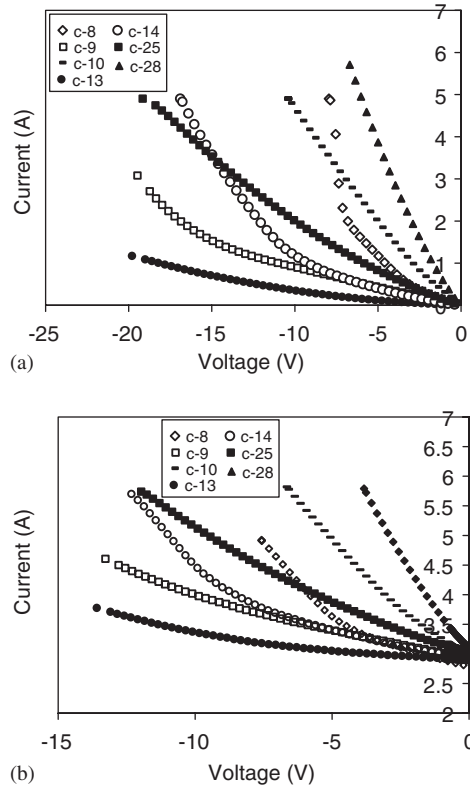 c-8 c-14
c-9 c-25
c-10 c-28
c-13
7
6
5
4
3
2
1
0
Current (A)
-25 -20 -15 -10 -5 0
Voltage (V)
(a)
c-8 c-14
c-9 c-25
c-10 c-28
c-13
7
6.5
6
5.5
5
4.5
4
3.5
3
2.5
2
Current (A)
-15 -10 -5 0
Voltage (V)
(b)